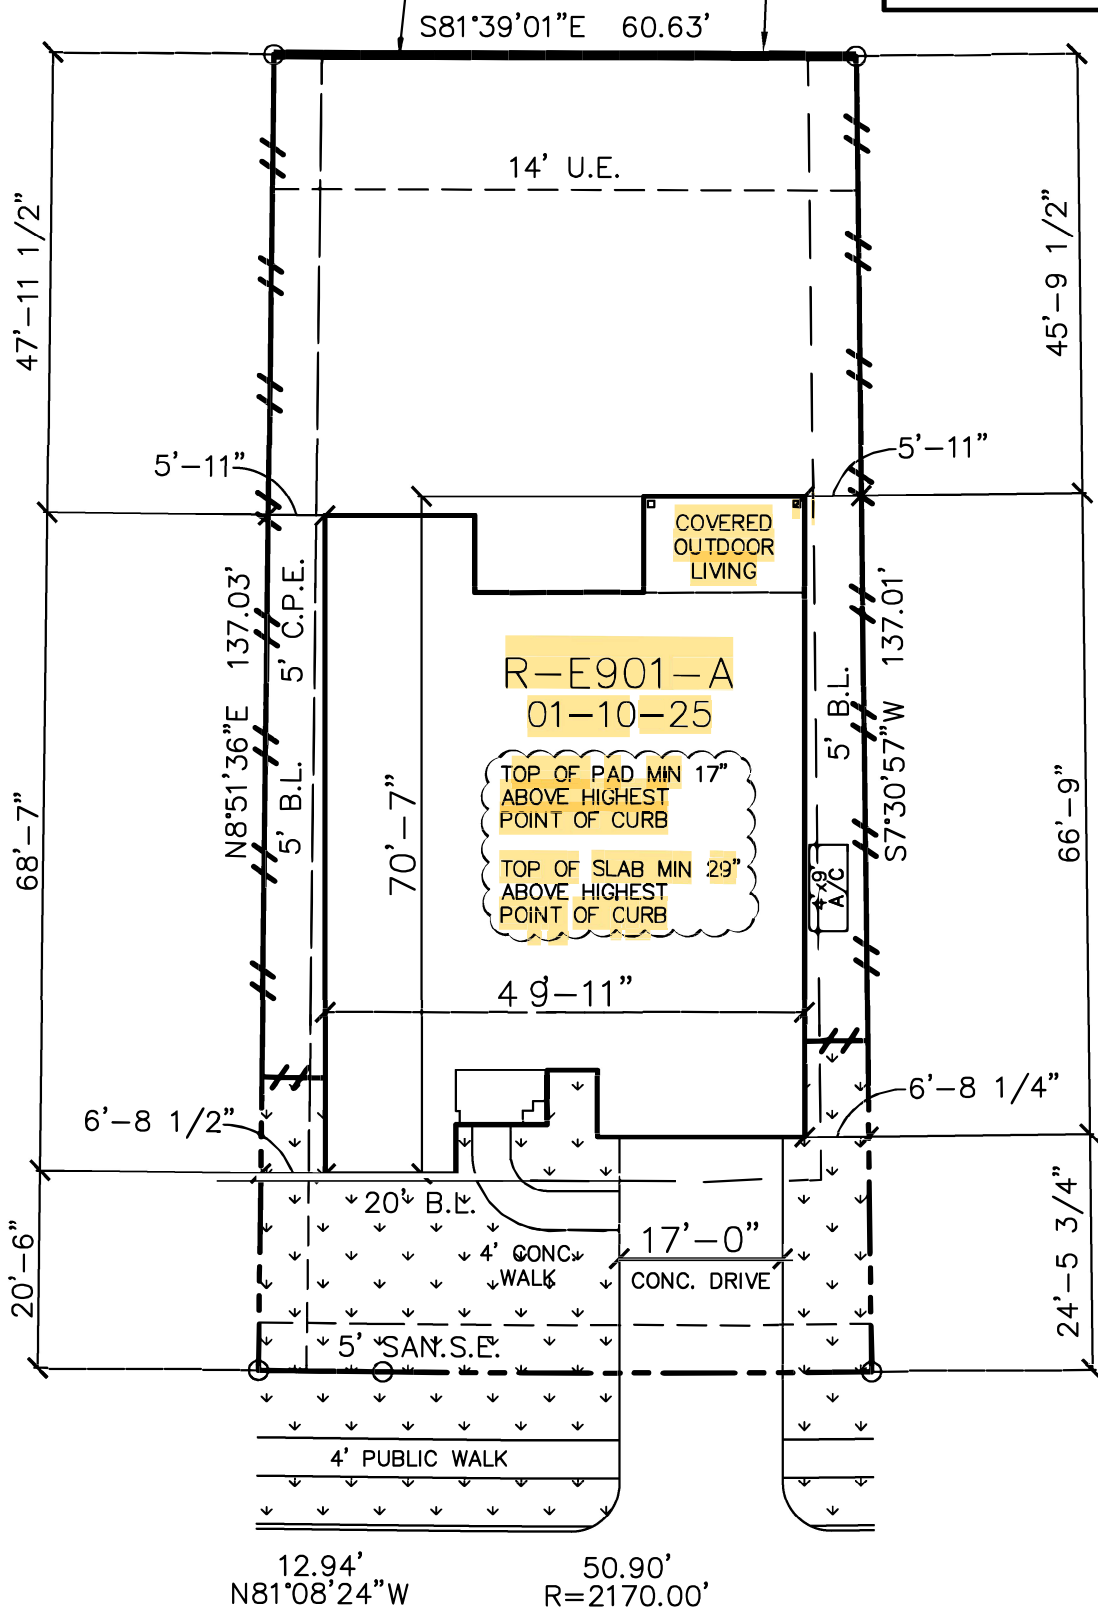 S81°39'01"E 60.63'
14' U.E.
47'-11 1/2"
45'-9 1/2"
5'-11"
5'-11"
COVERED
OUTDOOR
LIVING
N8°51'36"E 137.03'
5' B.L. 5' C.P.E.
R-E901-A
01-10-25
5' B.L.
S7°30'57"W 137.01'
TOP OF PAD MIN 17"
ABOVE HIGHEST
POINT OF CURB
TOP OF SLAB MIN 29"
ABOVE HIGHEST
POINT OF CURB
68'-7"
70'-7"
66'-9"
4'x9'
A/C
49'-11"
6'-8 1/2"
6'-8 1/4"
20' B.L.
20'-6"
4' CONC.
WALK
17'-0"
CONC. DRIVE
24'-5 3/4"
5' SAN.S.E.
4' PUBLIC WALK
12.94'
N81°08'24"W
50.90'
R=2170.00'